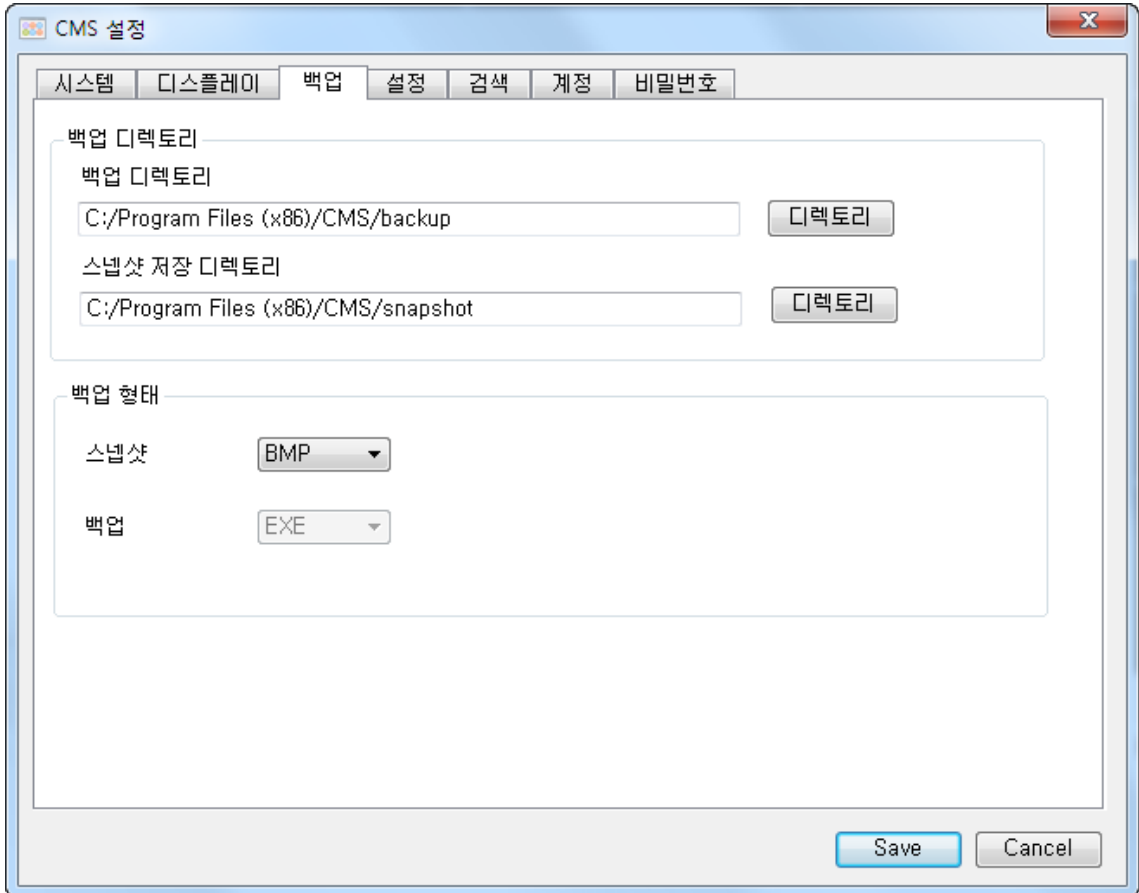 CMS 설정
시스템 디스플레이 백업 설정 검색 계정 비밀번호
백업 디렉토리
백업 디렉토리
C:/Program Files (x86)/CMS/backup 디렉토리
스넵샷 저장 디렉토리
C:/Program Files (x86)/CMS/snapshot 디렉토리
백업 형태
스넵샷 BMP
백업 EXE
Save Cancel